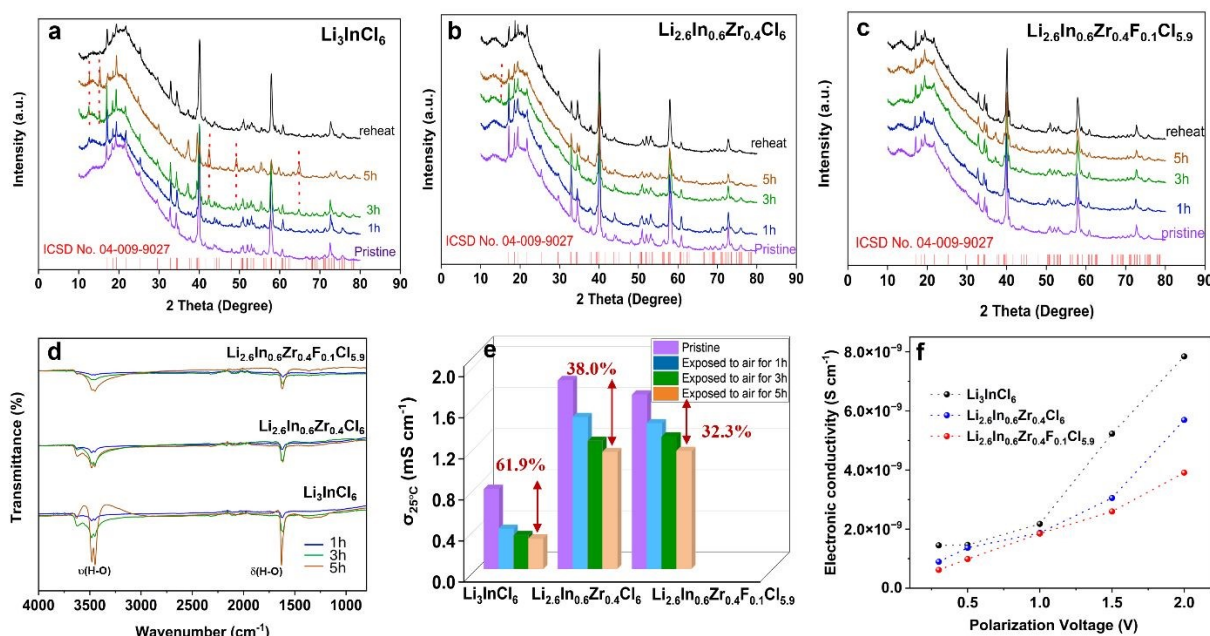 a
Li3InCl6
Intensity (a.u.)
reheat
5h
3h
1h
Pristine
ICSD No. 04-009-9027
0 10 20 30 40 50 60 70 80 90
2 Theta (Degree)
b
Li2.6In0.6Zr0.4Cl6
Intensity (a.u.)
reheat
5h
3h
1h
Pristine
ICSD No. 04-009-9027
0 10 20 30 40 50 60 70 80 90
2 Theta (Degree)
c
Li2.6In0.6Zr0.4F0.1Cl5.9
Intensity (a.u.)
reheat
5h
3h
1h
pristine
ICSD No. 04-009-9027
0 10 20 30 40 50 60 70 80 90
2 Theta (Degree)
d
Li2.6In0.6Zr0.4F0.1Cl5.9
Li2.6In0.6Zr0.4Cl6
Li3InCl6
Transmittance (%)
1h
3h
5h
υ(H-O)
δ(H-O)
4000 3500 3000 2500 2000 1500 1000
Wavenumber (cm-1)
e
Pristine
Exposed to air for 1h
Exposed to air for 3h
Exposed to air for 5h
38.0%
32.3%
61.9%
σ25°C (mS cm-1)
2.0
1.6
1.2
0.8
0.4
0.0
Li3InCl6 Li2.6In0.6Zr0.4Cl6 Li2.6In0.6Zr0.4F0.1Cl5.9
f
Electronic conductivity (S cm-1)
8.0×10-9
6.0×10-9
4.0×10-9
2.0×10-9
0.0
Li3InCl6
Li2.6In0.6Zr0.4Cl6
Li2.6In0.6Zr0.4F0.1Cl5.9
0.5 1.0 1.5 2.0
Polarization Voltage (V)